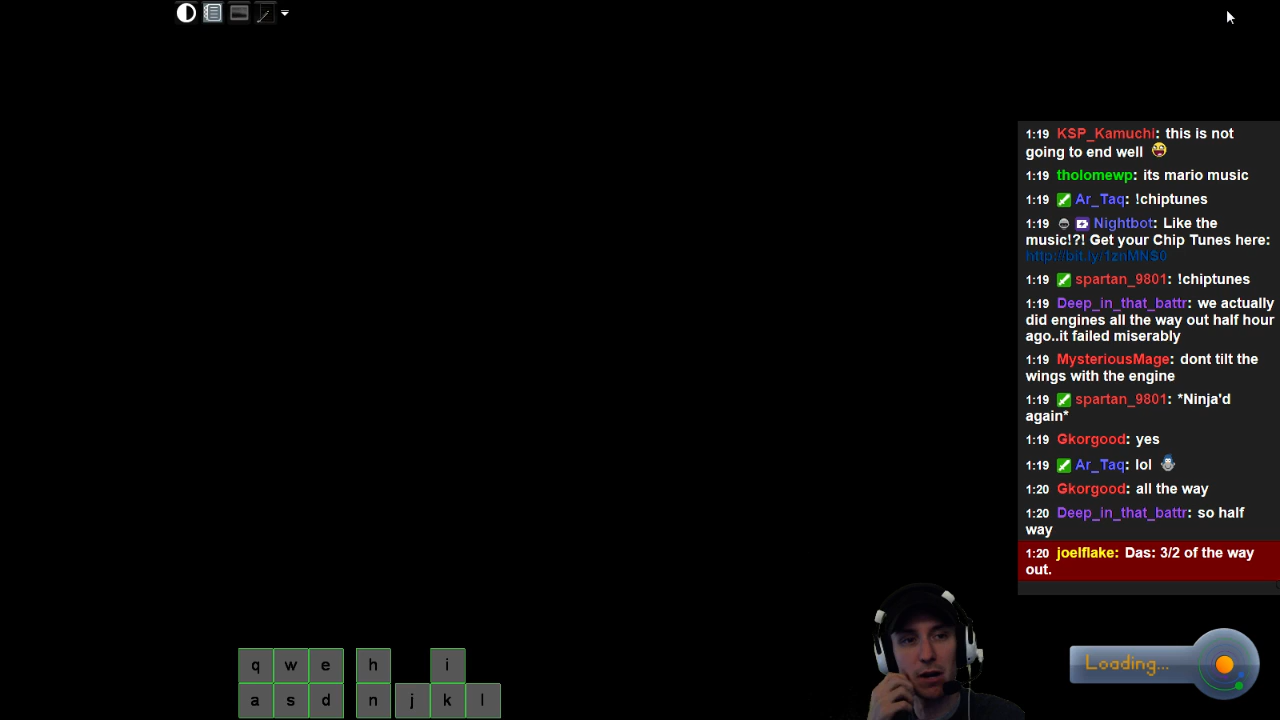 1:19 KSP_Kamuchi: this is not
going to end well
1:19 tholomewp: its mario music
1:19 Ar_Taq: !chiptunes
1:19 Nightbot: Like the
music!?! Get your Chip Tunes here:
http://bit.ly/1znMNS0
1:19 spartan_9801: !chiptunes
1:19 Deep_in_that_battr: we actually
did engines all the way out half hour
ago..it failed miserably
1:19 MysteriousMage: dont tilt the
wings with the engine
1:19 spartan_9801: *Ninja'd
again*
1:19 Gkorgood: yes
1:19 Ar_Taq: lol
1:20 Gkorgood: all the way
1:20 Deep_in_that_battr: so half
way
1:20 joelflake: Das: 3/2 of the way
out.
q w e h i
a s d n j k l
Loading...